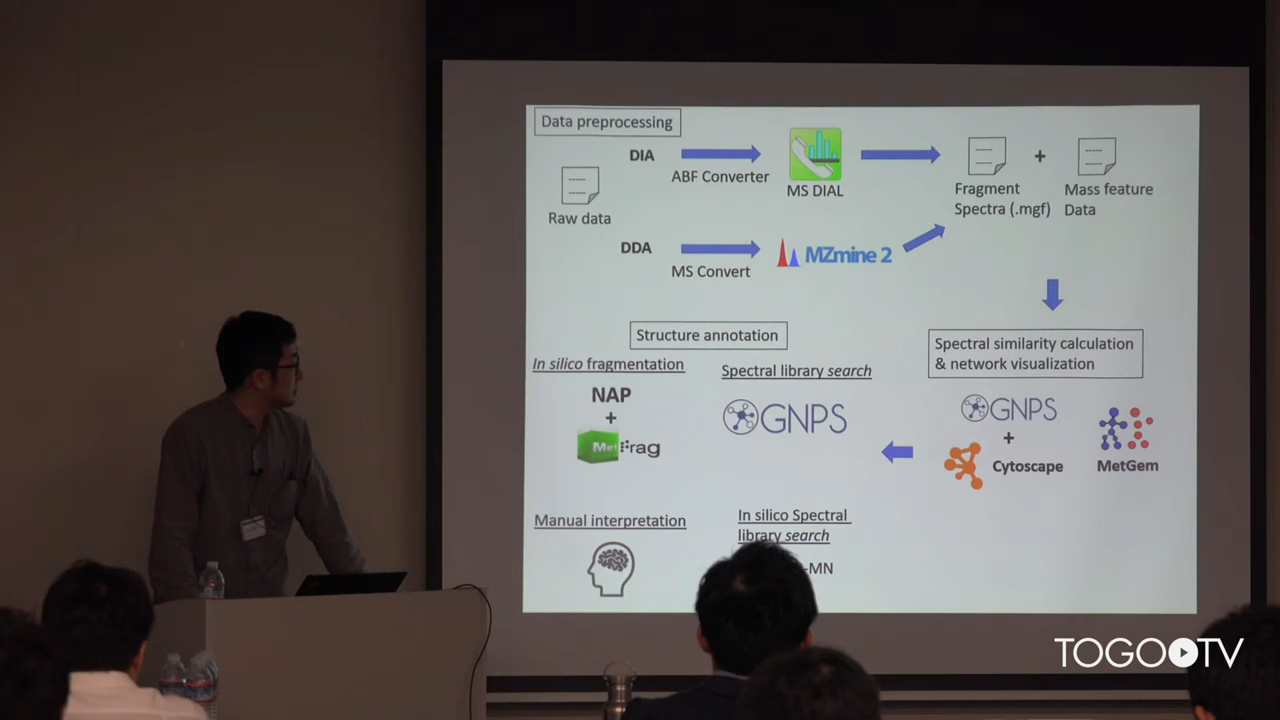 Data preprocessing
DIA
ABF Converter
MS DIAL
Raw data
Fragment
Spectra (.mgf)
+
Mass feature
Data
DDA
MS Convert
MZmine 2
Structure annotation
In silico fragmentation
NAP
+
MetFrag
Spectral library search
GNPS
Spectral similarity calculation
& network visualization
GNPS
+
Cytoscape
MetGem
Manual interpretation
In silico Spectral
library search
-MN
TOGOTV